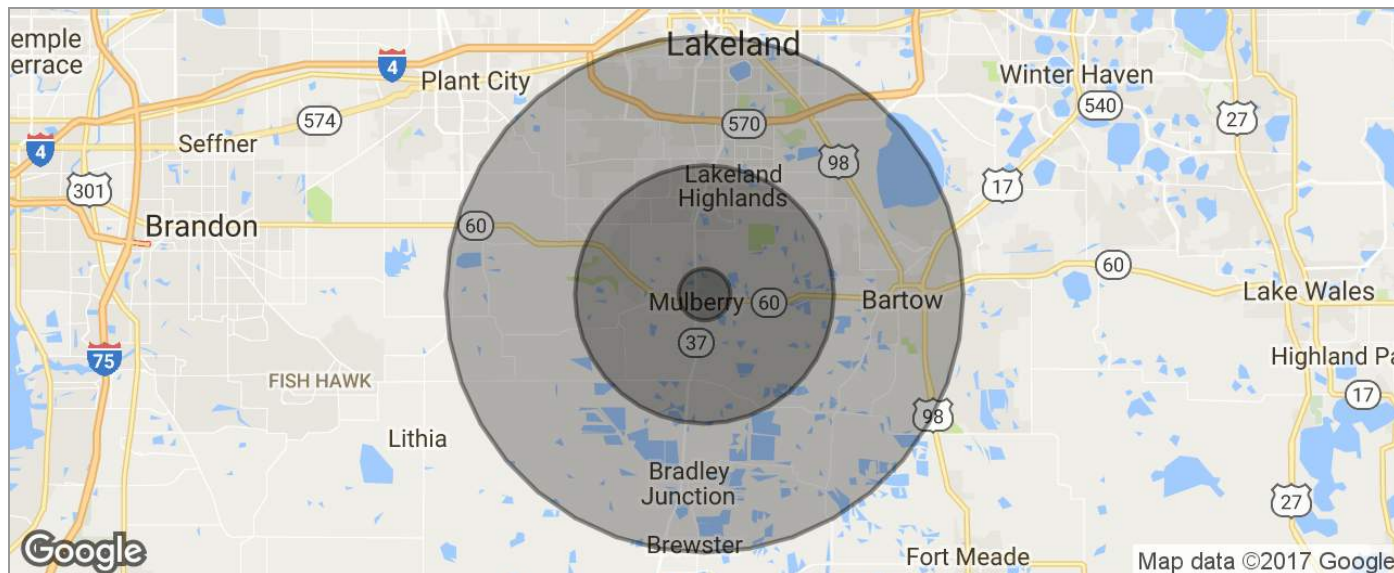 emple
errace
4
Plant City
Lakeland
Winter Haven
540
27
574
Seffner
570
4
98
301
Lakeland
Highlands
17
Brandon
60
60
Mulberry
60
Bartow
Lake Wales
37
75
Highland Pa
FISH HAWK
17
98
Lithia
Bradley
Junction
27
Google
Brewster
Fort Meade
Map data ©2017 Google